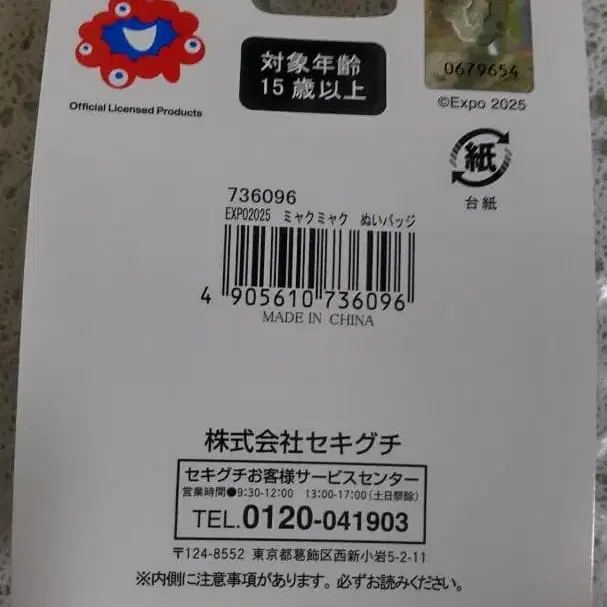 Official Licensed Products
対象年齢
15歳以上
0679654
©Expo 2025
紙
台紙
736096
EXPO2025 ミャクミャク ぬいバッジ
4 905610 736096
MADE IN CHINA
株式会社セキグチ
セキグチお客様サービスセンター
営業時間●9:30-12:00 13:00-17:00(土日祭除)
TEL.0120-041903
〒124-8552 東京都葛飾区西新小岩5-2-11
※内側に注意事項があります。必ずお読みください。